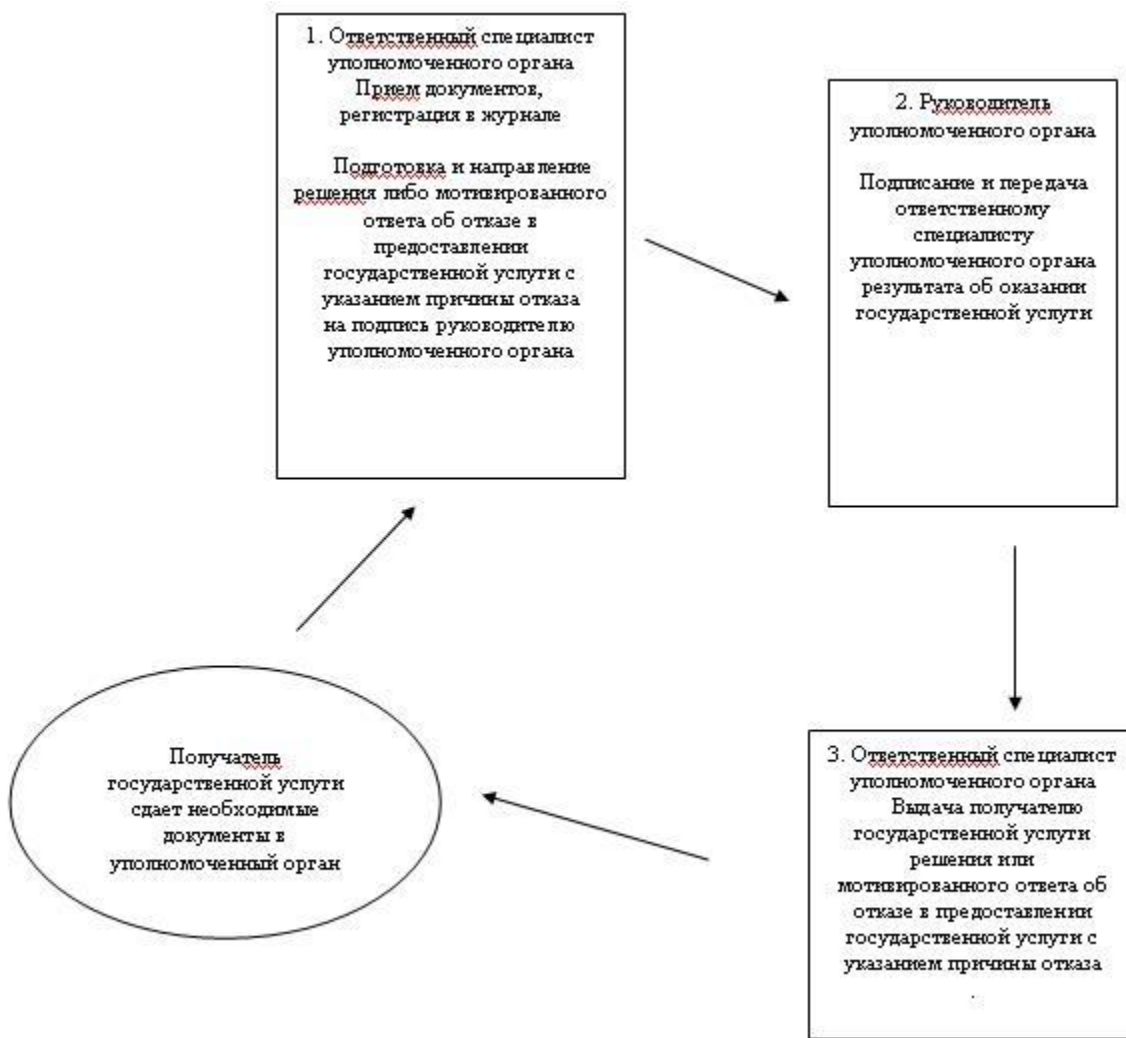 1. Ответственный специалист
уполномоченного органа
Прием документов,
регистрация в журнале
Подготовка и направление
решения либо мотивированного
ответа об отказе в
предоставлении
государственной услуги с
указанием причины отказа
на подпись руководителю
уполномоченного органа
2. Руководитель
уполномоченного органа
Подписание и передача
ответственному
специалисту
уполномоченного органа
результата об оказании
государственной услуги
Получатель
государственной услуги
сдает необходимые
документы в
уполномоченный орган
3. Ответственный специалист
уполномоченного органа
Выдача получателю
государственной услуги
решения или
мотивированного ответа об
отказе в предоставлении
государственной услуги с
указанием причины отказа
.